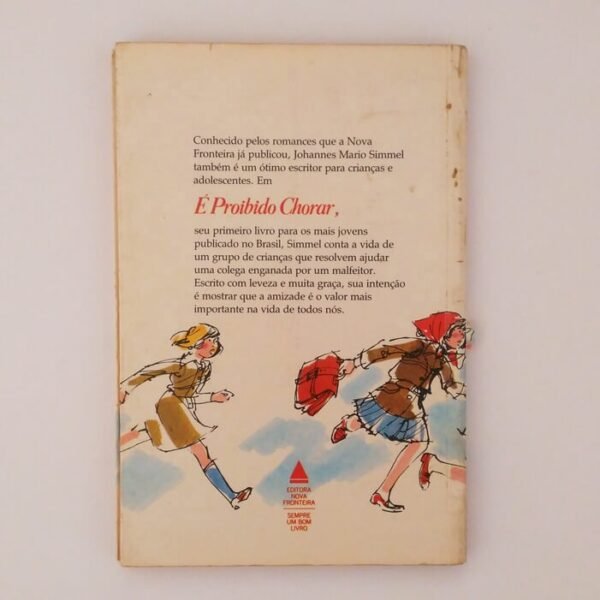 Conhecido pelos romances que a Nova
Fronteira já publicou, Johannes Mario Simmel
também é um ótimo escritor para crianças e
adolescentes. Em
É Proibido Chorar,
seu primeiro livro para os mais jovens
publicado no Brasil, Simmel conta a vida de
um grupo de crianças que resolvem ajudar
uma colega enganada por um malfeitor.
Escrito com leveza e muita graça, sua intenção
é mostrar que a amizade é o valor mais
importante na vida de todos nós.
EDITORA
NOVA
FRONTEIRA
SEMPRE
UM BOM
LIVRO